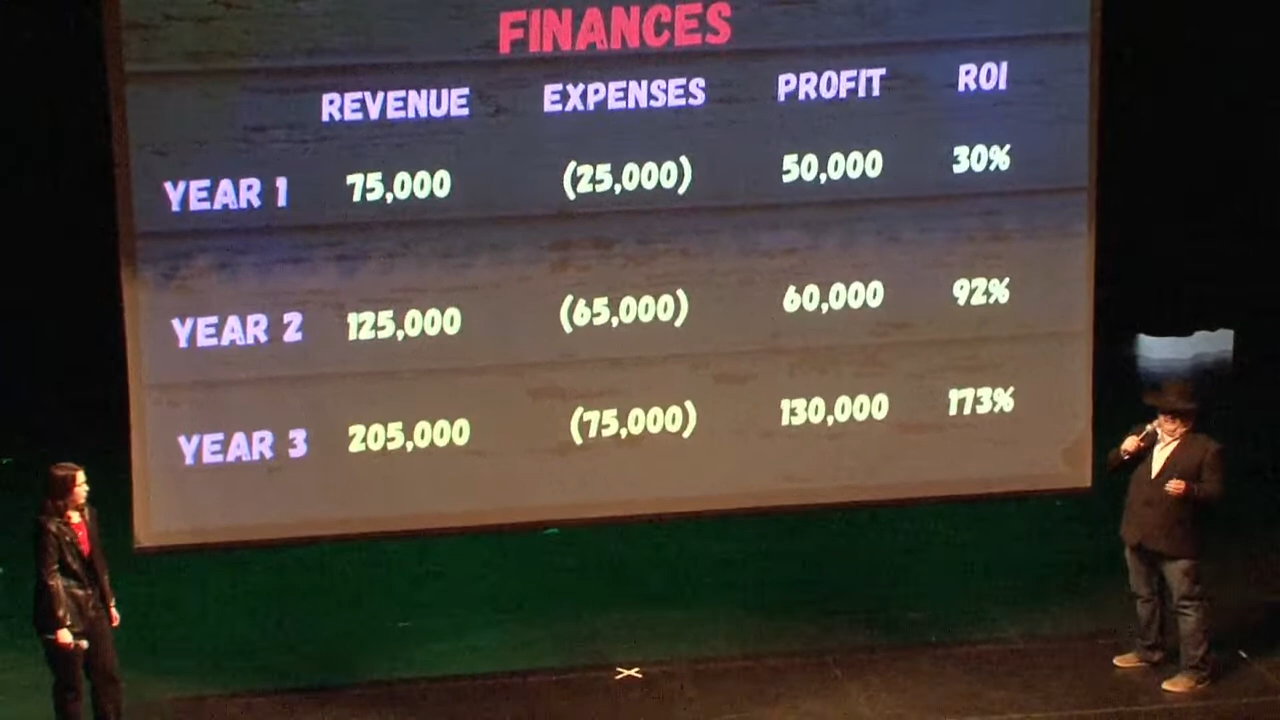 FINANCES
REVENUE EXPENSES PROFIT ROI
YEAR 1 75,000 (25,000) 50,000 30%
YEAR 2 125,000 (65,000) 60,000 92%
YEAR 3 205,000 (75,000) 130,000 173%